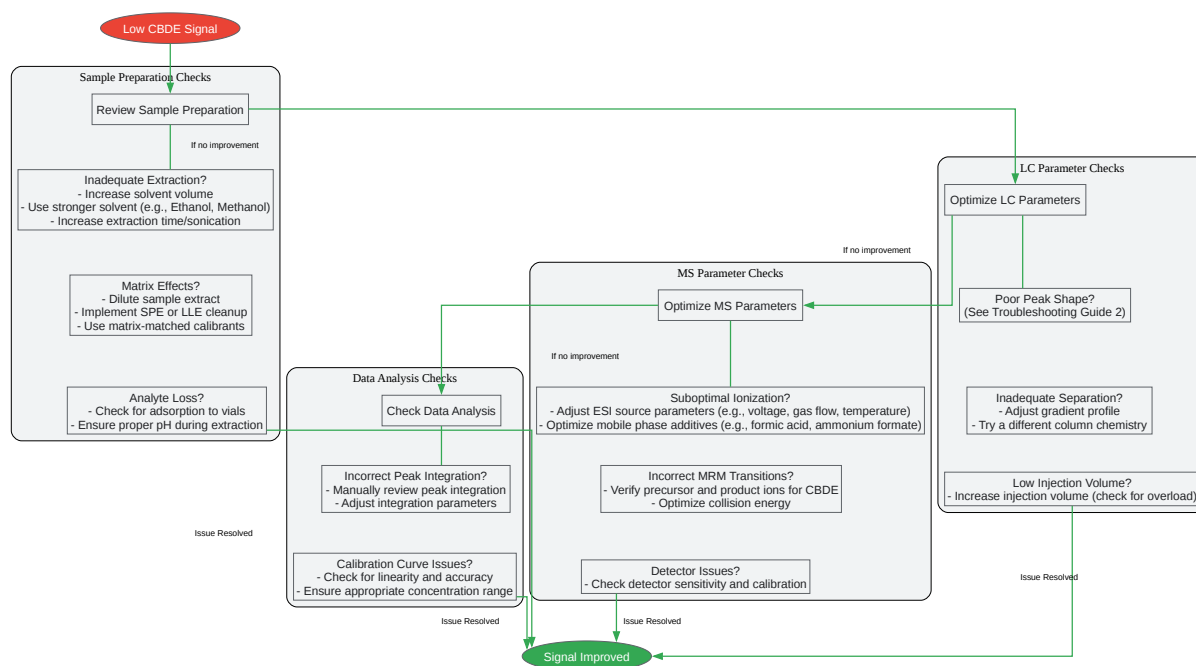 Low CBDE Signal
Sample Preparation Checks
Review Sample Preparation
If no improvement
Inadequate Extraction?
- Increase solvent volume
- Use stronger solvent (e.g., Ethanol, Methanol)
- Increase extraction time/sonication
Matrix Effects?
- Dilute sample extract
- Implement SPE or LLE cleanup
- Use matrix-matched calibrants
Analyte Loss?
- Check for adsorption to vials
- Ensure proper pH during extraction
Issue Resolved
LC Parameter Checks
Optimize LC Parameters
If no improvement
Poor Peak Shape?
(See Troubleshooting Guide 2)
Inadequate Separation?
- Adjust gradient profile
- Try a different column chemistry
Low Injection Volume?
- Increase injection volume (check for overload)
Issue Resolved
MS Parameter Checks
Optimize MS Parameters
If no improvement
Suboptimal Ionization?
- Adjust ESI source parameters (e.g., voltage, gas flow, temperature)
- Optimize mobile phase additives (e.g., formic acid, ammonium formate)
Incorrect MRM Transitions?
- Verify precursor and product ions for CBDE
- Optimize collision energy
Detector Issues?
- Check detector sensitivity and calibration
Issue Resolved
Data Analysis Checks
Check Data Analysis
Incorrect Peak Integration?
- Manually review peak integration
- Adjust integration parameters
Calibration Curve Issues?
- Check for linearity and accuracy
- Ensure appropriate concentration range
Issue Resolved
Signal Improved